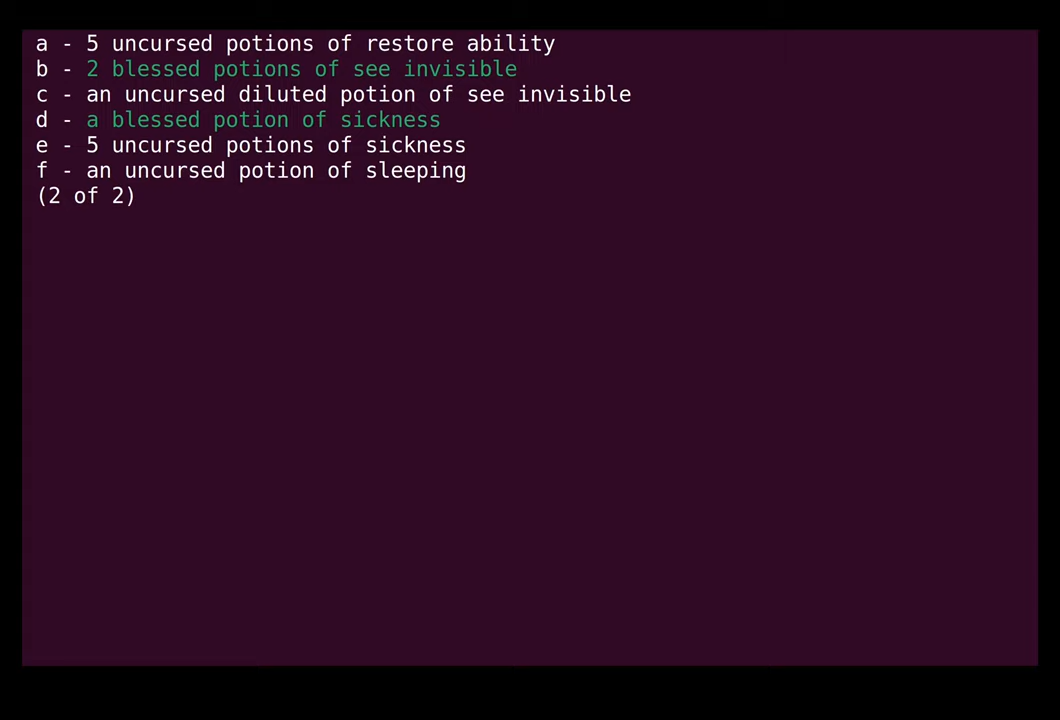 a - 5 uncursed potions of restore ability
b - 2 blessed potions of see invisible
c - an uncursed diluted potion of see invisible
d - a blessed potion of sickness
e - 5 uncursed potions of sickness
f - an uncursed potion of sleeping
(2 of 2)